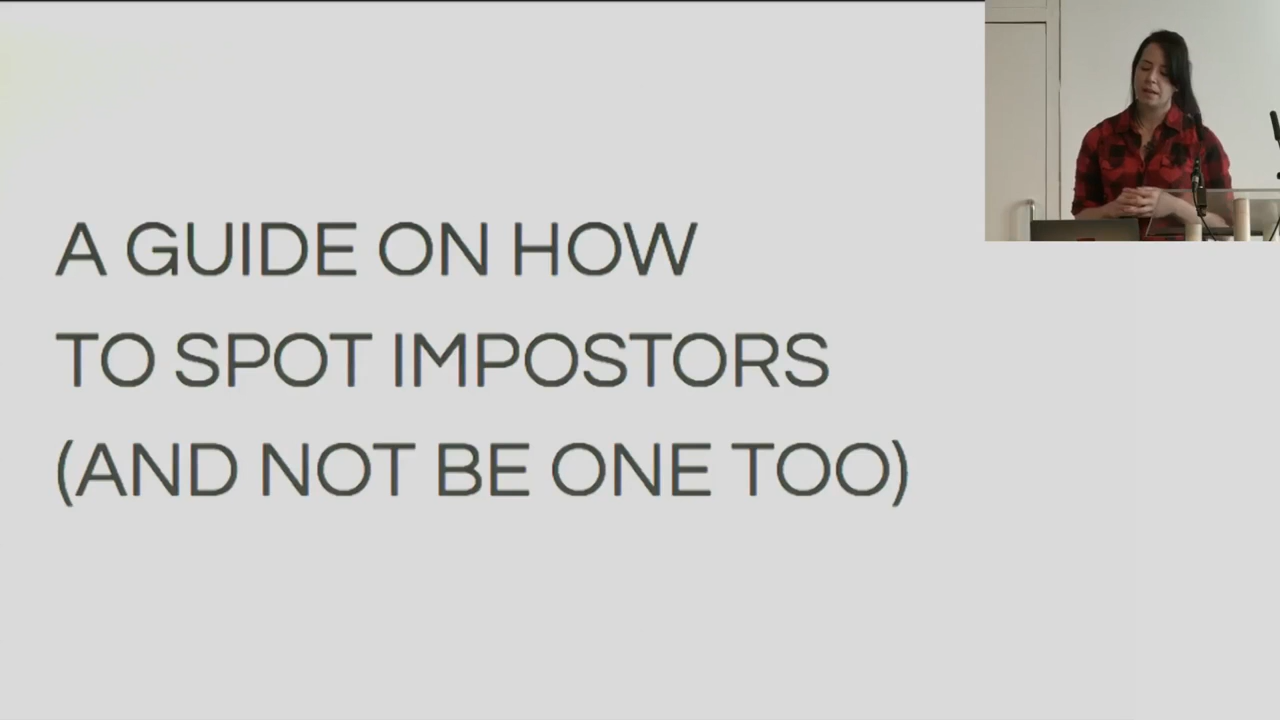 A GUIDE ON HOW
TO SPOT IMPOSTORS
(AND NOT BE ONE TOO)